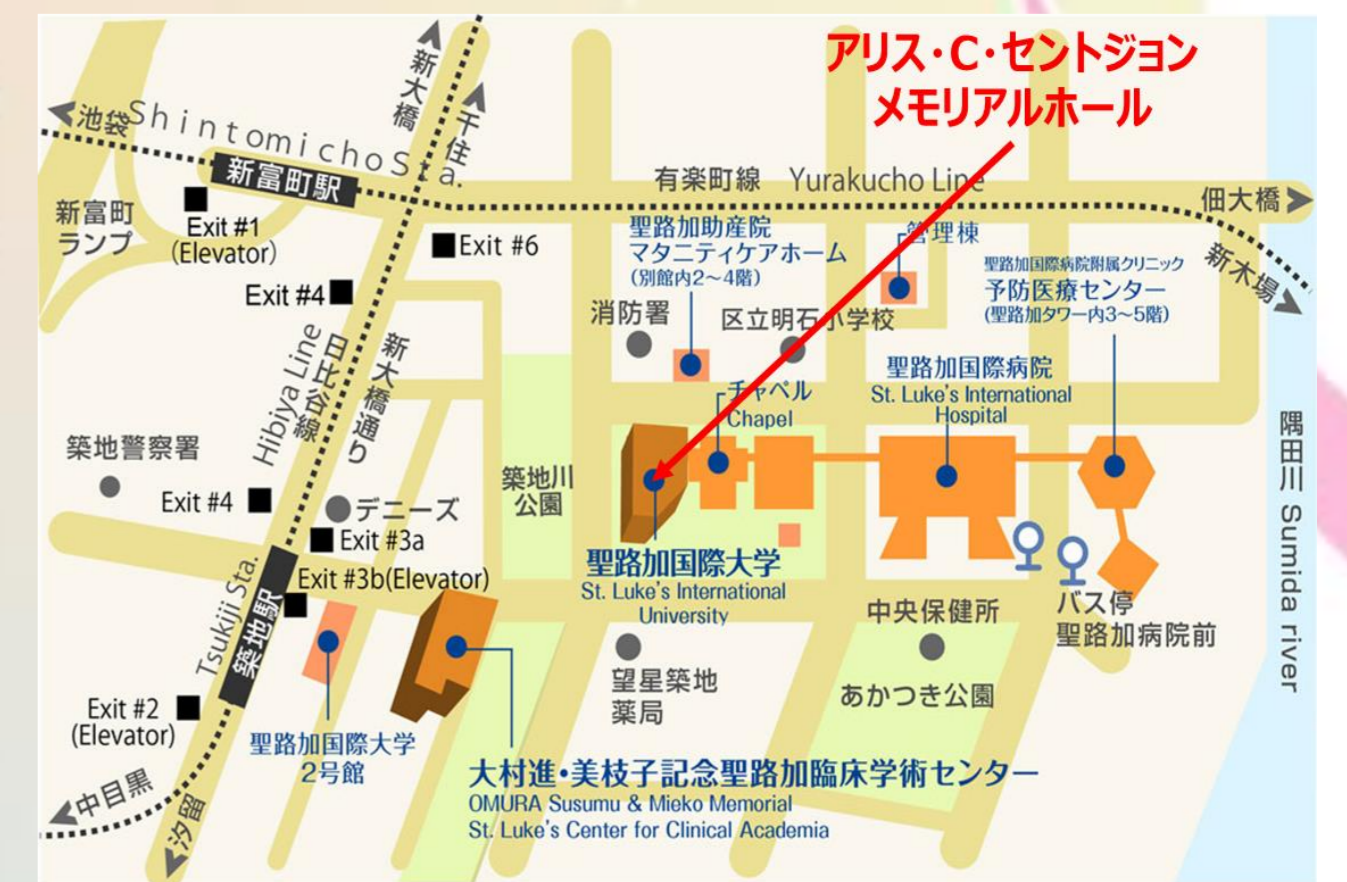 アリス・C・セントジョン
メモリアルホール
新大橋
千住
池袋
Shintomicho Sta.
新富町駅
有楽町線 Yurakucho Line
佃大橋
新木場
新富町
ランプ
Exit #1
(Elevator)
Exit #6
Exit #4
聖路加助産院
マタニティケアホーム
(別館内2～4階)
管理棟
聖路加国際病院附属クリニック
予防医療センター
(聖路加タワー内3～5階)
消防署
区立明石小学校
Hibiya Line
日比谷線
新大橋通り
チャペル
Chapel
聖路加国際病院
St. Luke's International
Hospital
隅田川 Sumida river
築地警察署
Exit #4
デニーズ
Exit #3a
築地川
公園
Tsukiji Sta.
築地駅
Exit #3b(Elevator)
聖路加国際大学
St. Luke's International
University
中央保健所
バス停
聖路加病院前
望星築地
薬局
あかつき公園
Exit #2
(Elevator)
聖路加国際大学
2号館
大村進・美枝子記念聖路加臨床学術センター
OMURA Susumu & Mieko Memorial
St. Luke's Center for Clinical Academia
中目黒
汐留